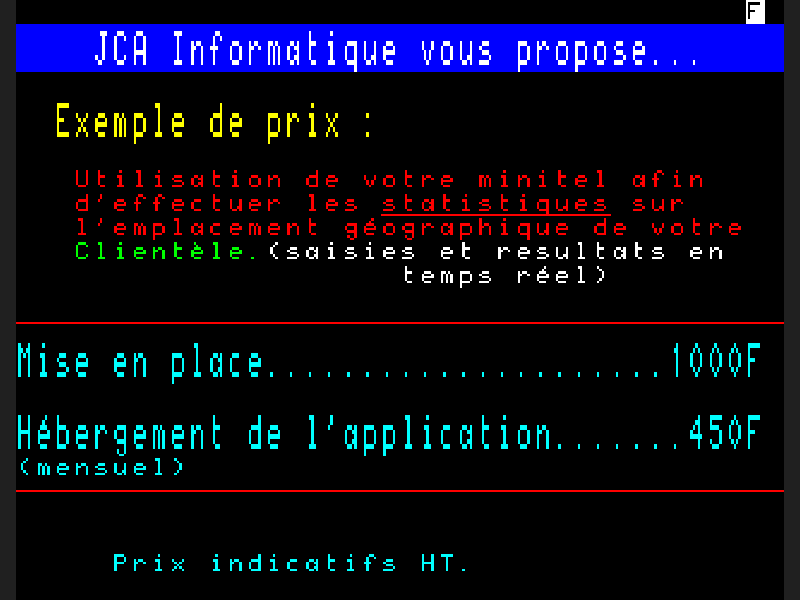 F
JCA Informatique vous propose...
Exemple de prix :
Utilisation de votre minitel afin
d'effectuer les statistiques sur
l'emplacement géographique de votre
Clientèle.(saisies et resultats en
temps réel)
Mise en place.....................1000F
Hébergement de l'application.......450F
(mensuel)
Prix indicatifs HT.